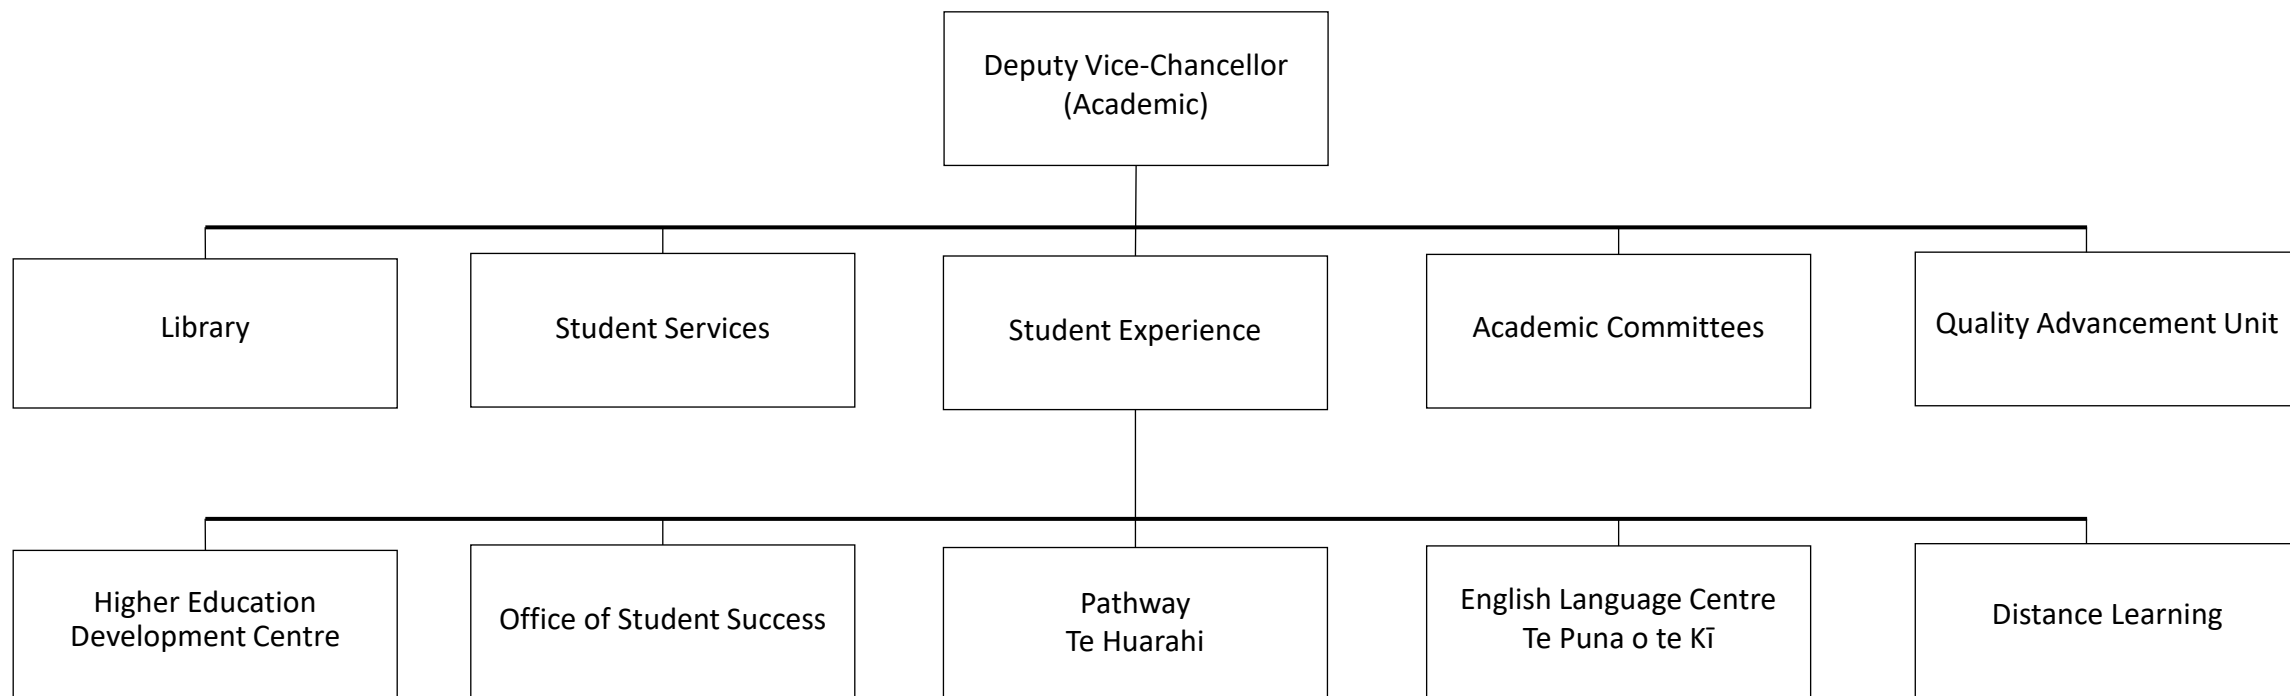 Deputy Vice-Chancellor
(Academic)
Library
Student Services
Student Experience
Academic Committees
Quality Advancement Unit
Higher Education
Development Centre
Office of Student Success
Pathway
Te Huarahi
English Language Centre
Te Puna o te Kī
Distance Learning